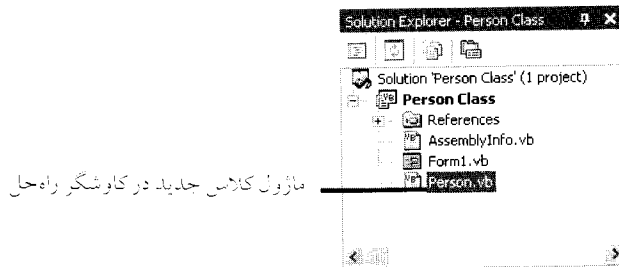 Solution Explorer - Person Class
Solution 'Person Class' (1 project)
Person Class
References
AssemblyInfo.vb
Form1.vb
Person.vb
ماژول کلاس جدید در کاوشگر راه‌حل